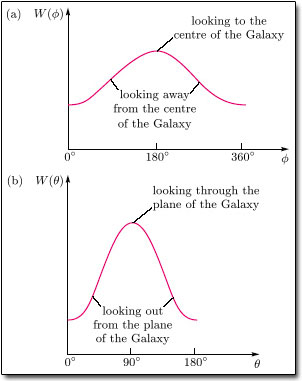 (a) W(ϕ)
looking to the
centre of the Galaxy
looking away
from the centre
of the Galaxy
0° 180° 360° ϕ
(b) W(θ)
looking through the
plane of the Galaxy
looking out
from the plane
of the Galaxy
0° 90° 180° θ